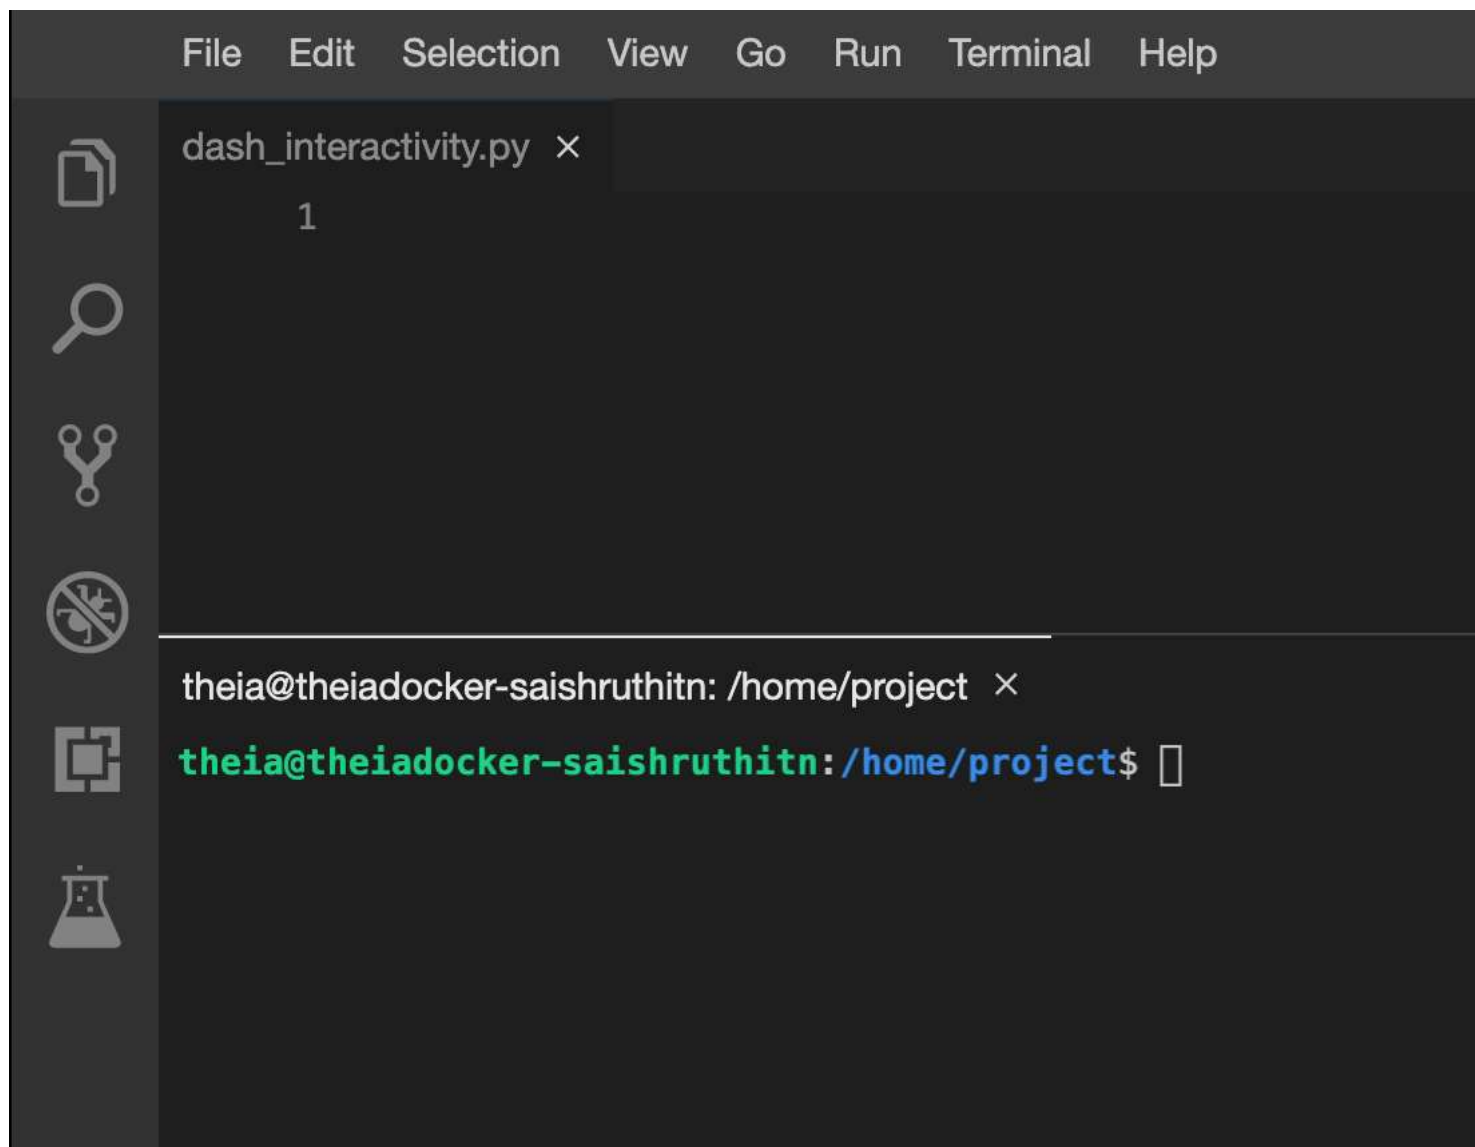 File Edit Selection View Go Run Terminal Help
dash_interactivity.py ×
1
theia@theiadocker-saishruthitn: /home/project ×
theia@theiadocker-saishruthitn:/home/project$